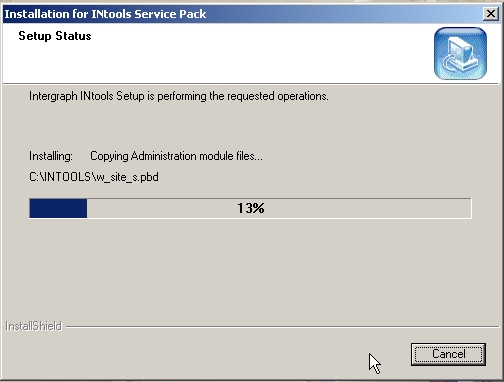 Installation for INtools Service Pack
Setup Status
Intergraph INtools Setup is performing the requested operations.
Installing: Copying Administration module files...
C:\INTOOLS\w_site_s.pbd
13%
InstallShield
Cancel